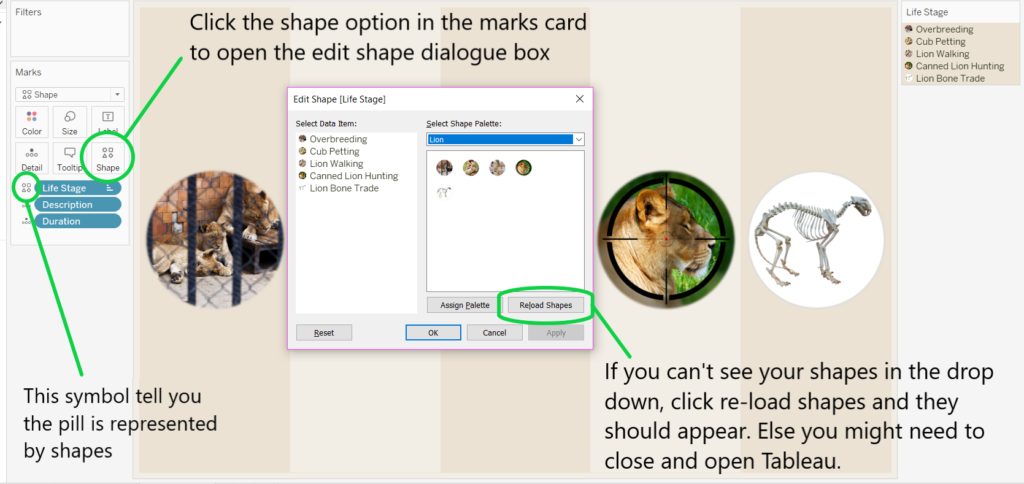 Filters
Marks
Shape
Color
Size
Label
Detail
Tooltip
Shape
Life Stage
Description
Duration
Click the shape option in the marks card
to open the edit shape dialogue box
Edit Shape [Life Stage]
Select Data Item:
Overbreeding
Cub Petting
Lion Walking
Canned Lion Hunting
Lion Bone Trade
Select Shape Palette:
Lion
Assign Palette
Reload Shapes
Reset
OK
Cancel
Apply
Life Stage
Overbreeding
Cub Petting
Lion Walking
Canned Lion Hunting
Lion Bone Trade
This symbol tell you
the pill is represented
by shapes
If you can't see your shapes in the drop
down, click re-load shapes and they
should appear. Else you might need to
close and open Tableau.